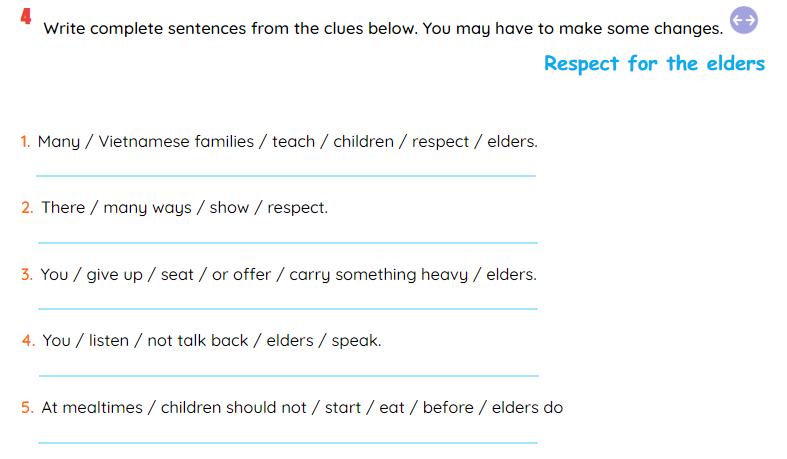 4
Write complete sentences from the clues below. You may have to make some changes.
Respect for the elders
1. Many / Vietnamese families / teach / children / respect / elders.
2. There / many ways / show / respect.
3. You / give up / seat / or offer / carry something heavy / elders.
4. You / listen / not talk back / elders / speak.
5. At mealtimes / children should not / start / eat / before / elders do